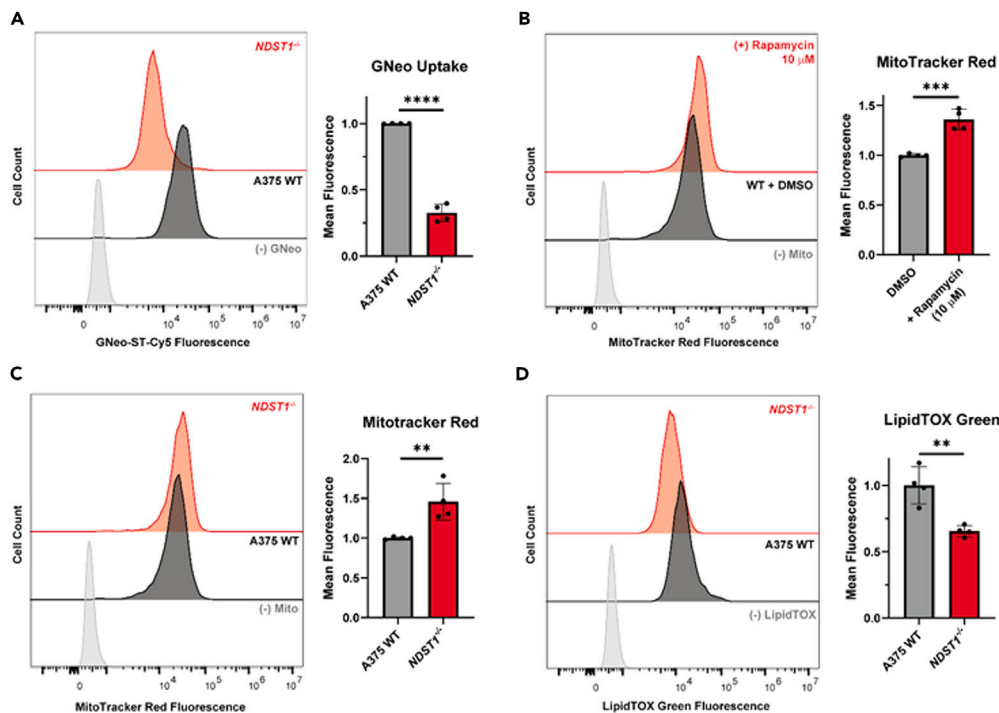 A
NDST1-/-
A375 WT
(-) GNeo
Cell Count
0 10^4 10^5 10^6 10^7
GNeo-ST-Cy5 Fluorescence
GNeo Uptake
****
Mean Fluorescence
1.0
0.5
0.0
A375 WT
NDST1-/-
B
(+) Rapamycin
10 μM
WT + DMSO
(-) Mito
Cell Count
0 10^4 10^5 10^6 10^7
MitoTracker Red Fluorescence
MitoTracker Red
***
Mean Fluorescence
1.5
1.0
0.5
0.0
DMSO
+ Rapamycin
(10 μM)
C
NDST1-/-
A375 WT
(-) Mito
Cell Count
0 10^4 10^5 10^6 10^7
MitoTracker Red Fluorescence
Mitotracker Red
**
Mean Fluorescence
2.0
1.5
1.0
0.5
0.0
A375 WT
NDST1-/-
D
NDST1-/-
A375 WT
(-) LipidTOX
Cell Count
0 10^4 10^5 10^6 10^7
LipidTOX Green Fluorescence
LipidTOX Green
**
Mean Fluorescence
1.0
0.5
0.0
A375 WT
NDST1-/-